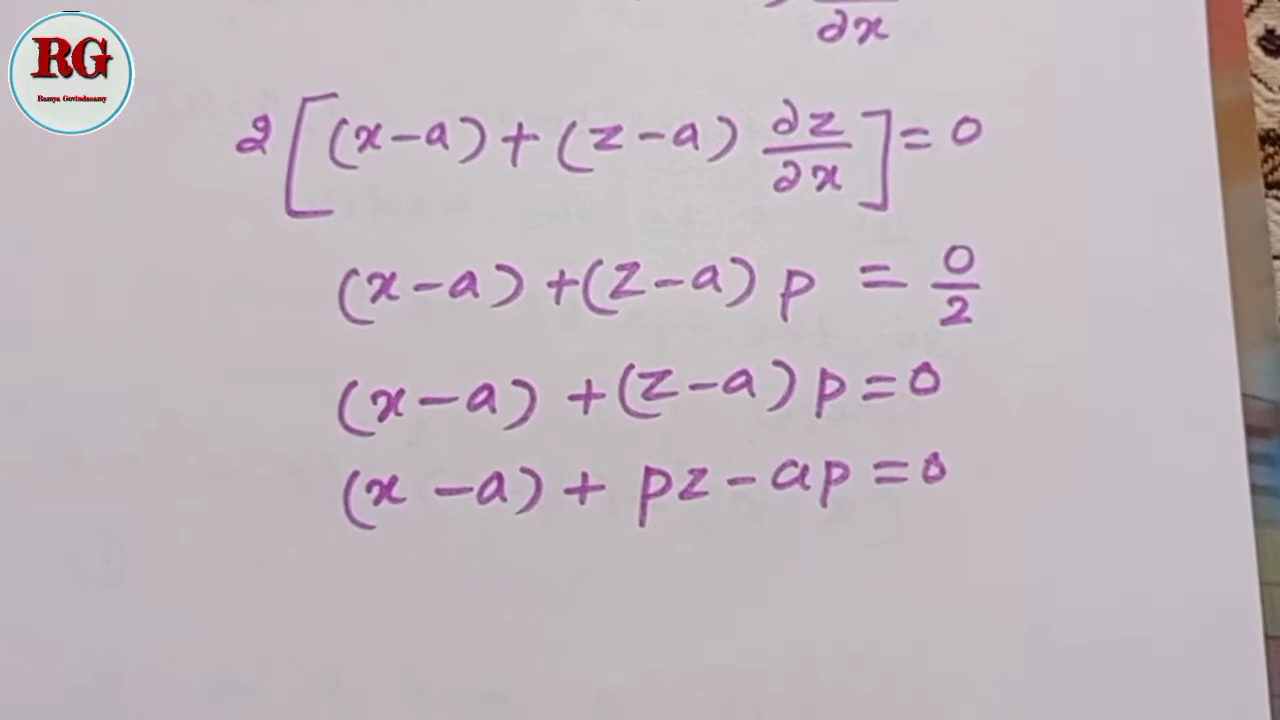 RG
Ramya Govindasamy
∂x
2[(x-a)+(z-a) ∂z/∂x]=0
(x-a)+(z-a)p = 0/2
(x-a)+(z-a)p=0
(x-a)+pz-ap=0